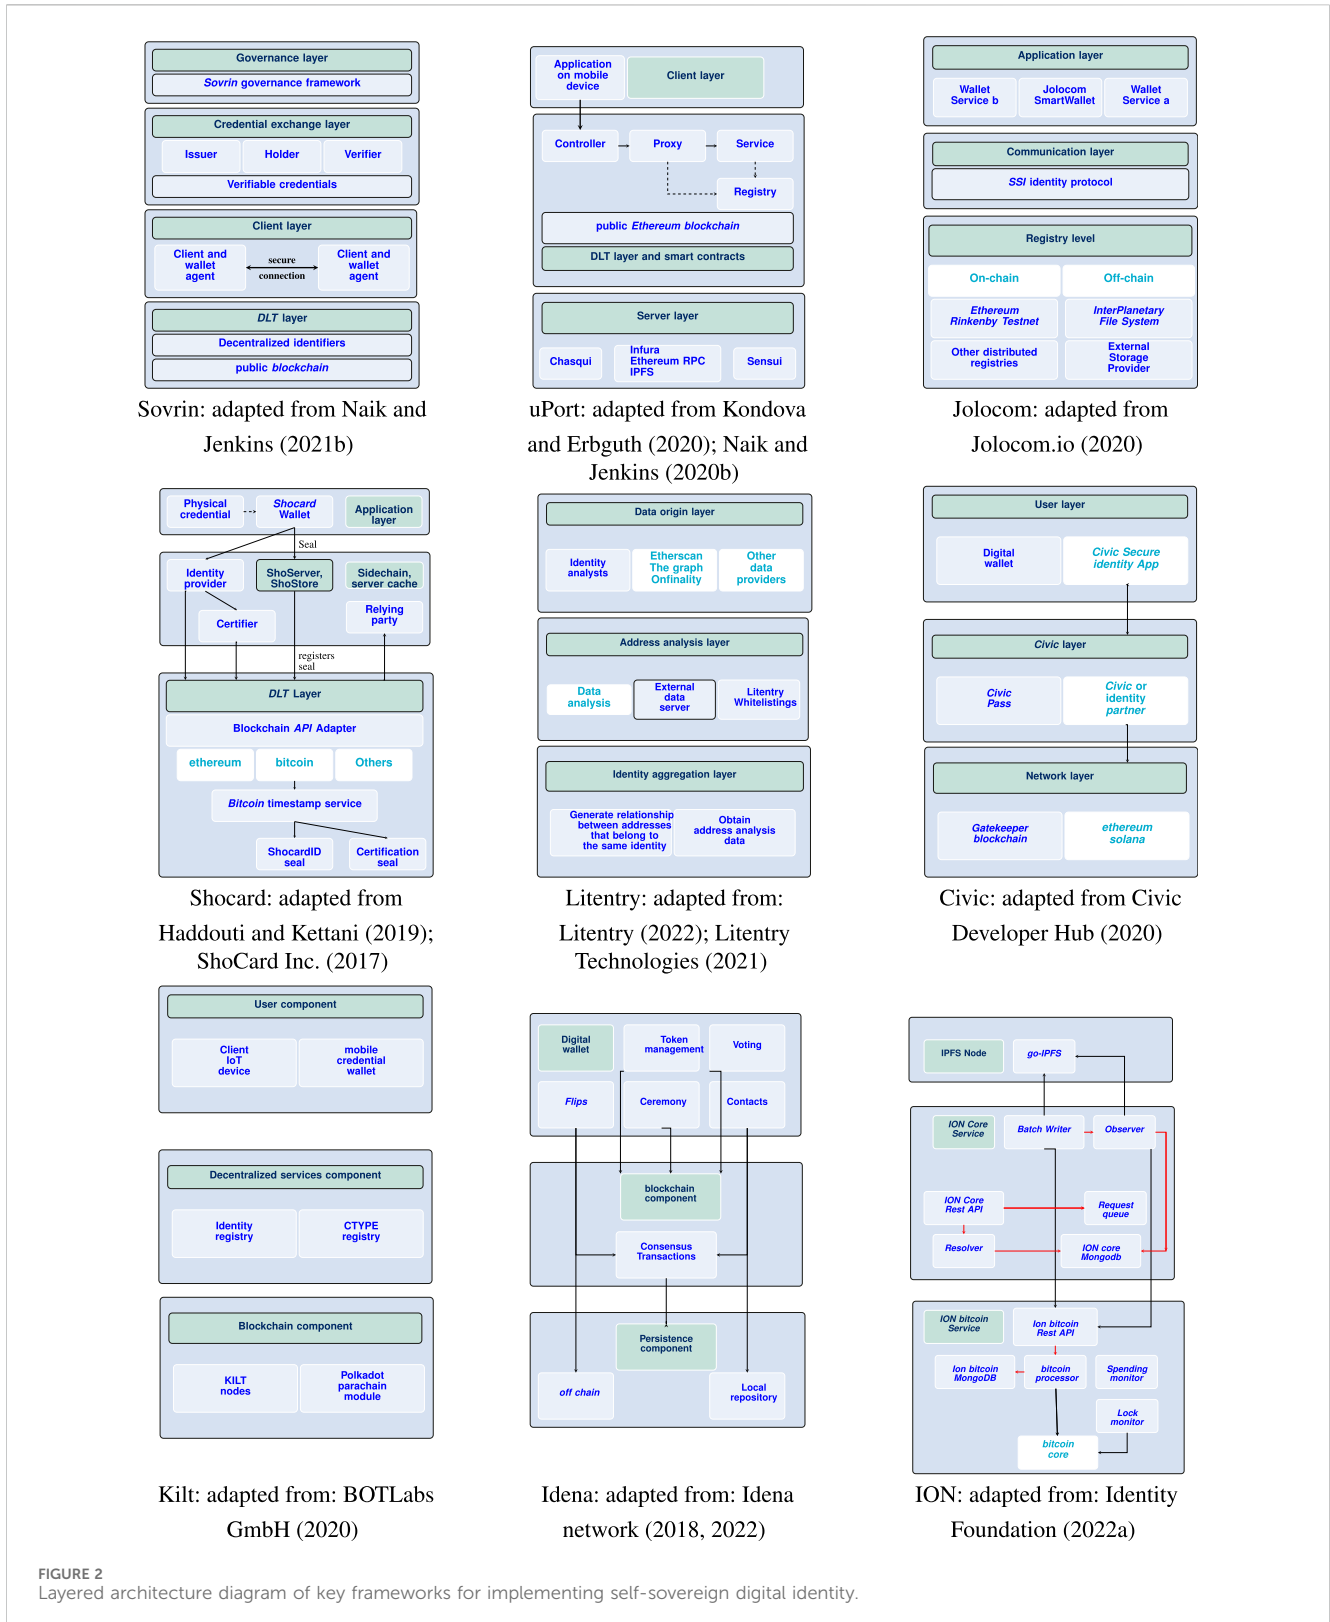 Governance layer
Sovrin governance framework
Credential exchange layer
Issuer
Holder
Verifier
Verifiable credentials
Client layer
Client and
wallet
agent
secure
connection
Client and
wallet
agent
DLT layer
Decentralized identifiers
public blockchain
Sovrin: adapted from Naik and
Jenkins (2021b)
Application
on mobile
device
Client layer
Controller
Proxy
Service
Registry
public Ethereum blockchain
DLT layer and smart contracts
Server layer
Chasqui
Infura
Ethereum RPC
IPFS
Sensui
uPort: adapted from Kondova
and Erbguth (2020); Naik and
Jenkins (2020b)
Application layer
Wallet
Service b
Jolocom
SmartWallet
Wallet
Service a
Communication layer
SSI identity protocol
Registry level
On-chain
Off-chain
Ethereum
Rinkenby Testnet
InterPlanetary
File System
Other distributed
registries
External
Storage
Provider
Jolocom: adapted from
Jolocom.io (2020)
Physical
credential
Shocard
Wallet
Application
layer
Seal
Identity
provider
ShoServer,
ShoStore
Sidechain,
server cache
Certifier
Relying
party
registers
seal
DLT Layer
Blockchain API Adapter
ethereum
bitcoin
Others
Bitcoin timestamp service
ShocardID
seal
Certification
seal
Shocard: adapted from
Haddouti and Kettani (2019);
ShoCard Inc. (2017)
Data origin layer
Identity
analysts
Etherscan
The graph
Onfinality
Other
data
providers
Address analysis layer
Data
analysis
External
data
server
Litentry
Whitelistings
Identity aggregation layer
Generate relationship
between addresses
that belong to
the same identity
Obtain
address analysis
data
Litentry: adapted from:
Litentry (2022); Litentry
Technologies (2021)
User layer
Digital
wallet
Civic Secure
identity App
Civic layer
Civic
Pass
Civic or
identity
partner
Network layer
Gatekeeper
blockchain
ethereum
solana
Civic: adapted from Civic
Developer Hub (2020)
User component
Client
IoT
device
mobile
credential
wallet
Decentralized services component
Identity
registry
CTYPE
registry
Blockchain component
KILT
nodes
Polkadot
parachain
module
Kilt: adapted from: BOTLabs
GmbH (2020)
Digital
wallet
Token
management
Voting
Flips
Ceremony
Contacts
blockchain
component
Consensus
Transactions
Persistence
component
off chain
Local
repository
Idena: adapted from: Idena
network (2018, 2022)
IPFS Node
go-IPFS
ION Core
Service
Batch Writer
Observer
ION Core
Rest API
Request
queue
Resolver
ION core
Mongodb
ION bitcoin
Service
Ion bitcoin
Rest API
Ion bitcoin
MongoDB
bitcoin
processor
Spending
monitor
Lock
monitor
bitcoin
core
ION: adapted from: Identity
Foundation (2022a)
FIGURE 2
Layered architecture diagram of key frameworks for implementing self-sovereign digital identity.